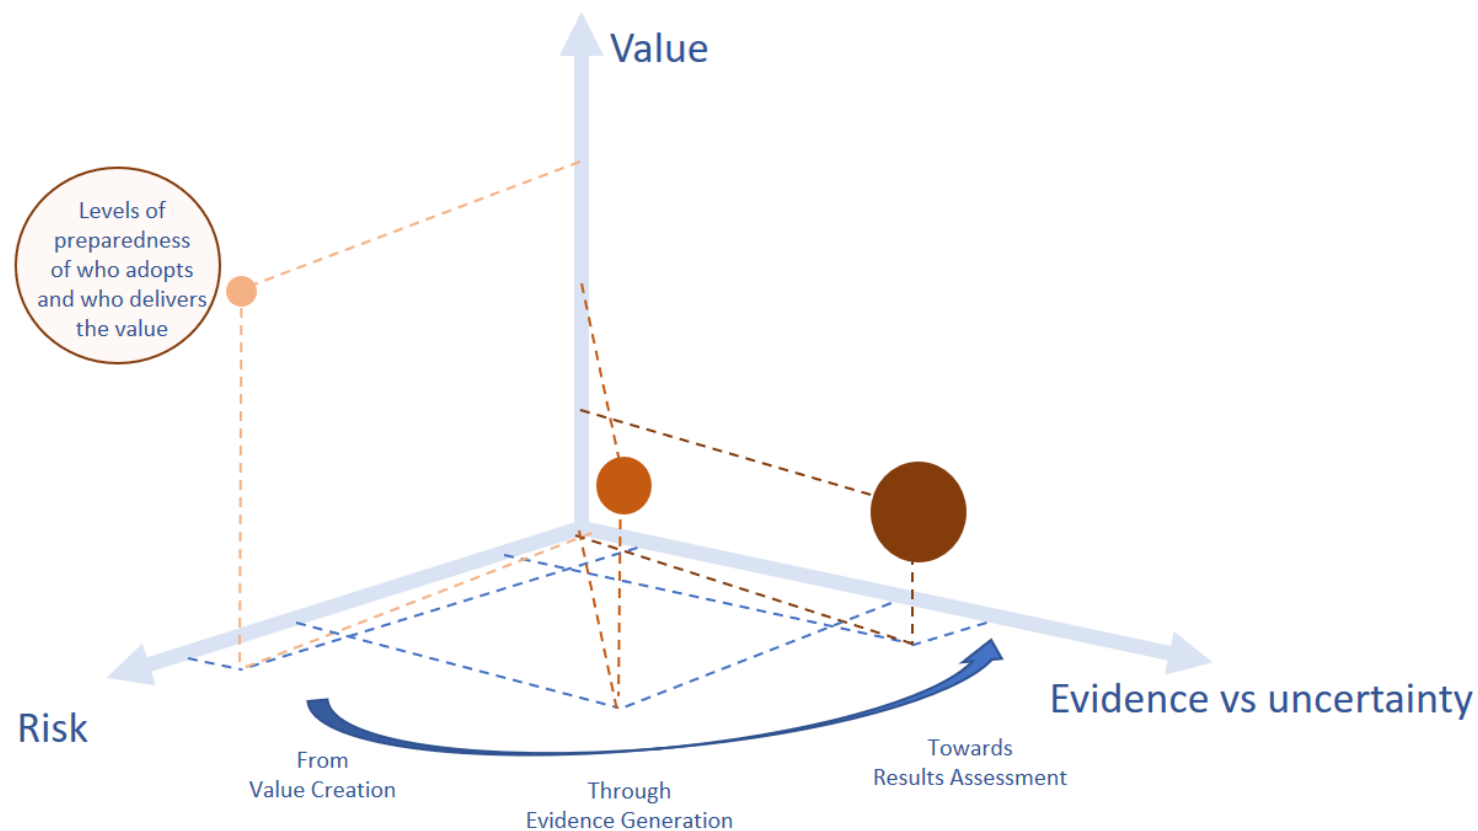 Value
Levels of
preparedness
of who adopts
and who delivers
the value
Risk
Evidence vs uncertainty
From
Value Creation
Through
Evidence Generation
Towards
Results Assessment